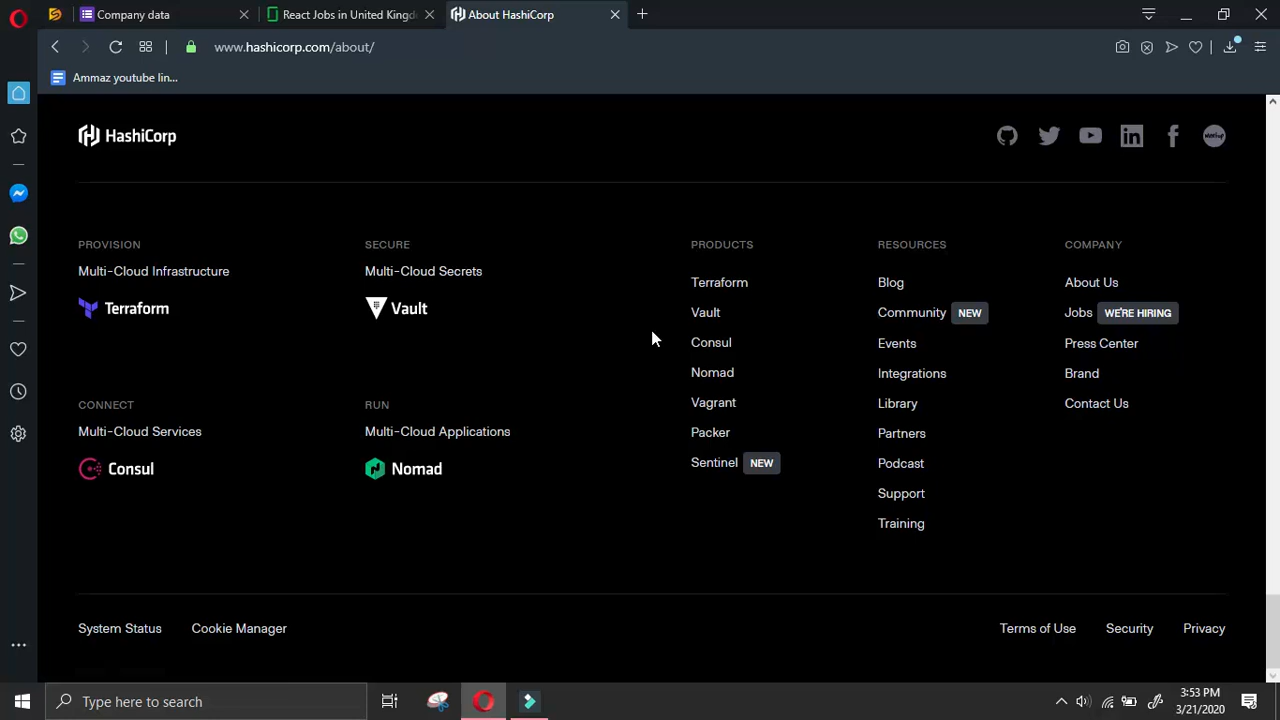 Company data
React Jobs in United Kingd
About HashiCorp
www.hashicorp.com/about/
Ammaz youtube lin...
HashiCorp
PROVISION
Multi-Cloud Infrastructure
Terraform
SECURE
Multi-Cloud Secrets
Vault
CONNECT
Multi-Cloud Services
Consul
RUN
Multi-Cloud Applications
Nomad
PRODUCTS
Terraform
Vault
Consul
Nomad
Vagrant
Packer
Sentinel NEW
RESOURCES
Blog
Community NEW
Events
Integrations
Library
Partners
Podcast
Support
Training
COMPANY
About Us
Jobs WE'RE HIRING
Press Center
Brand
Contact Us
System Status
Cookie Manager
Terms of Use
Security
Privacy
Type here to search
3:53 PM
3/21/2020